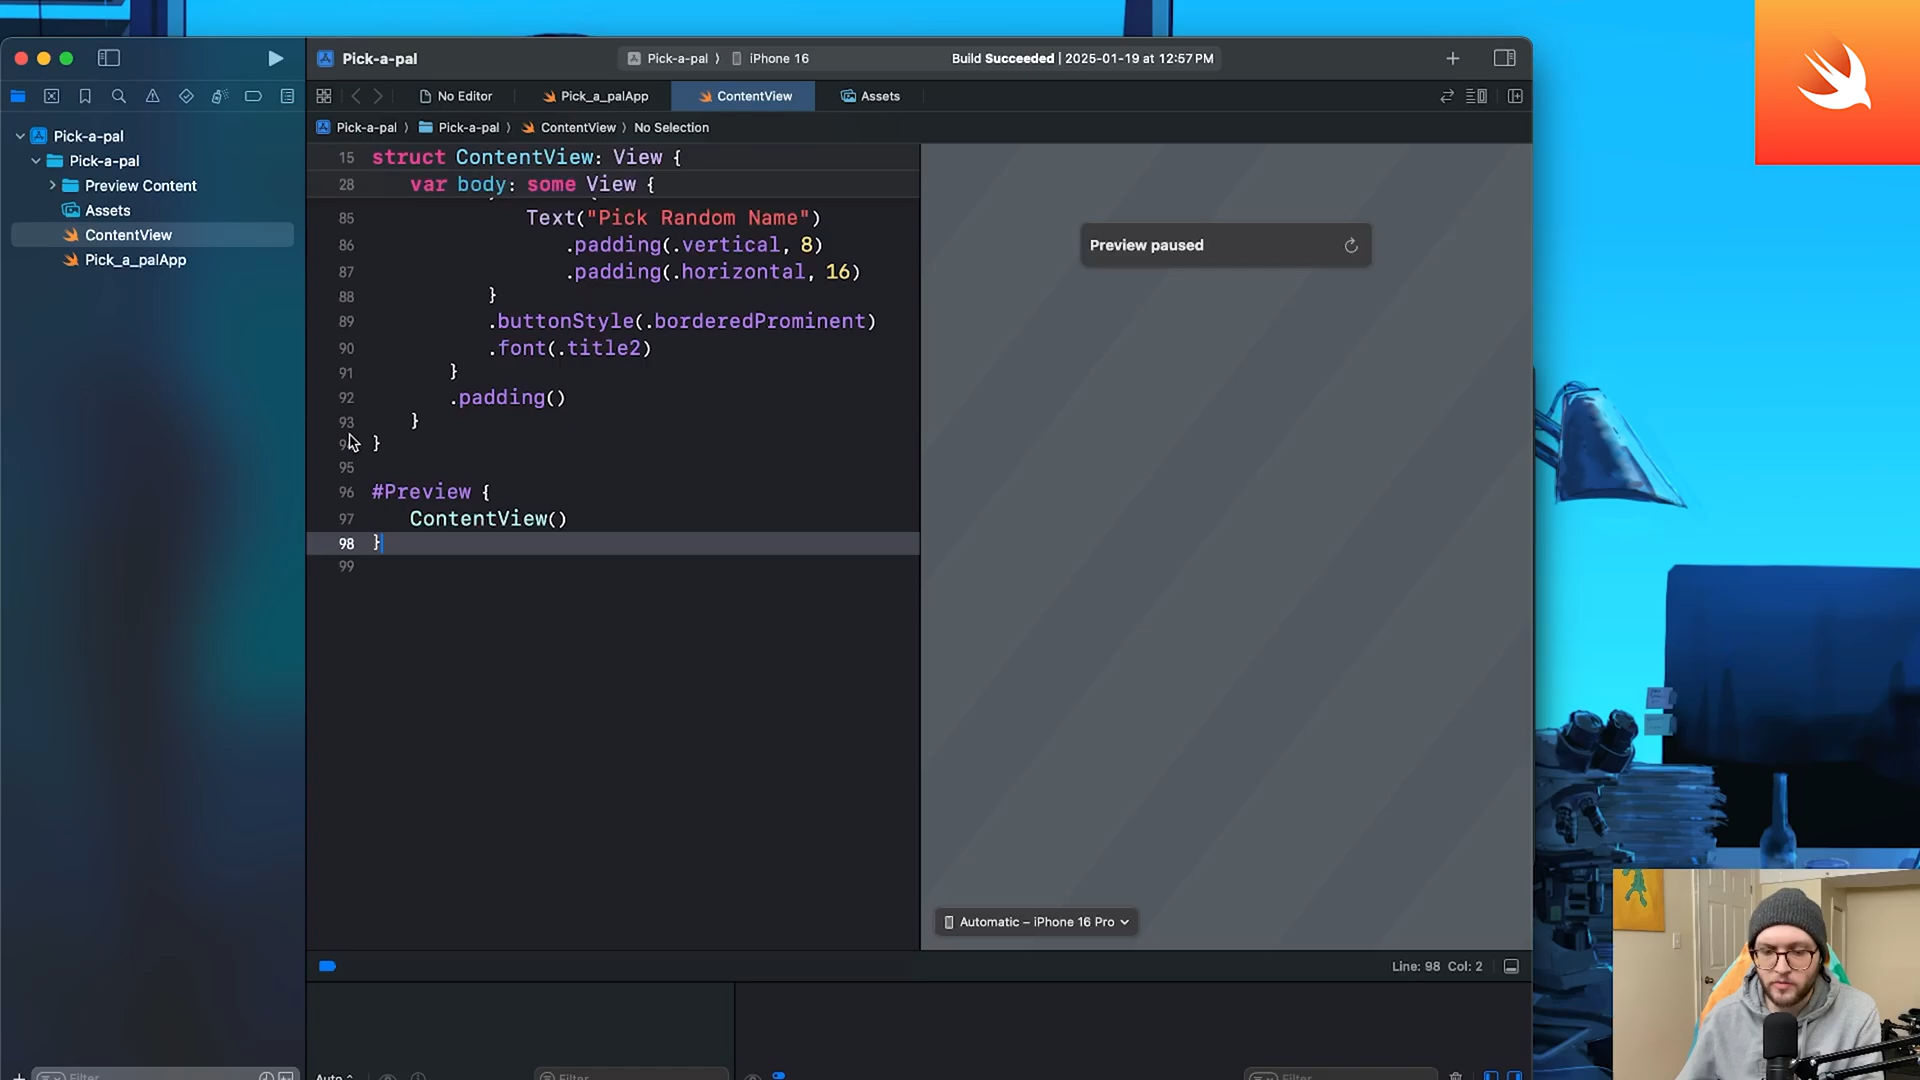 Pick-a-pal
Pick-a-pal 〉 iPhone 16
Build Succeeded | 2025-01-19 at 12:57 PM
No Editor
Pick_a_palApp
ContentView
Assets
Pick-a-pal 〉 Pick-a-pal 〉 ContentView 〉 No Selection
Pick-a-pal
Pick-a-pal
Preview Content
Assets
ContentView
Pick_a_palApp
15 struct ContentView: View {
28 var body: some View {
85 Text("Pick Random Name")
86 .padding(.vertical, 8)
87 .padding(.horizontal, 16)
88 }
89 .buttonStyle(.borderedProminent)
90 .font(.title2)
91 }
92 .padding()
93 }
}
95
96 #Preview {
97 ContentView()
98 }
99
Preview paused
Automatic – iPhone 16 Pro
Line: 98 Col: 2
Filter
Auto
Filter
Filter